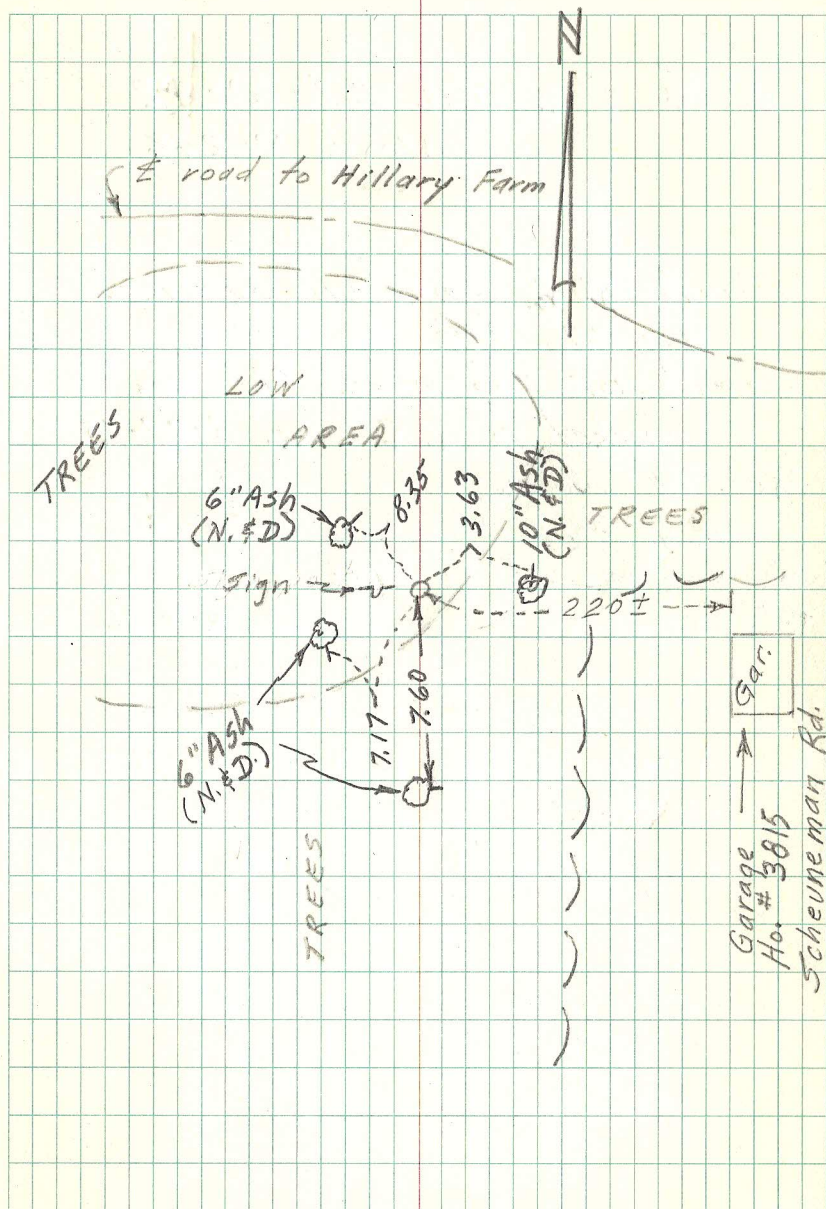 N
℄ road to Hillary Farm
LOW
AREA
TREES
6" Ash
(N. & D)
8.35
3.63
10" Ash
(N. & D)
TREES
Sign
220±
7.17
7.60
6" Ash
(N. & D.)
TREES
Gar.
Garage
Ho. # 3815
Scheuneman Rd.